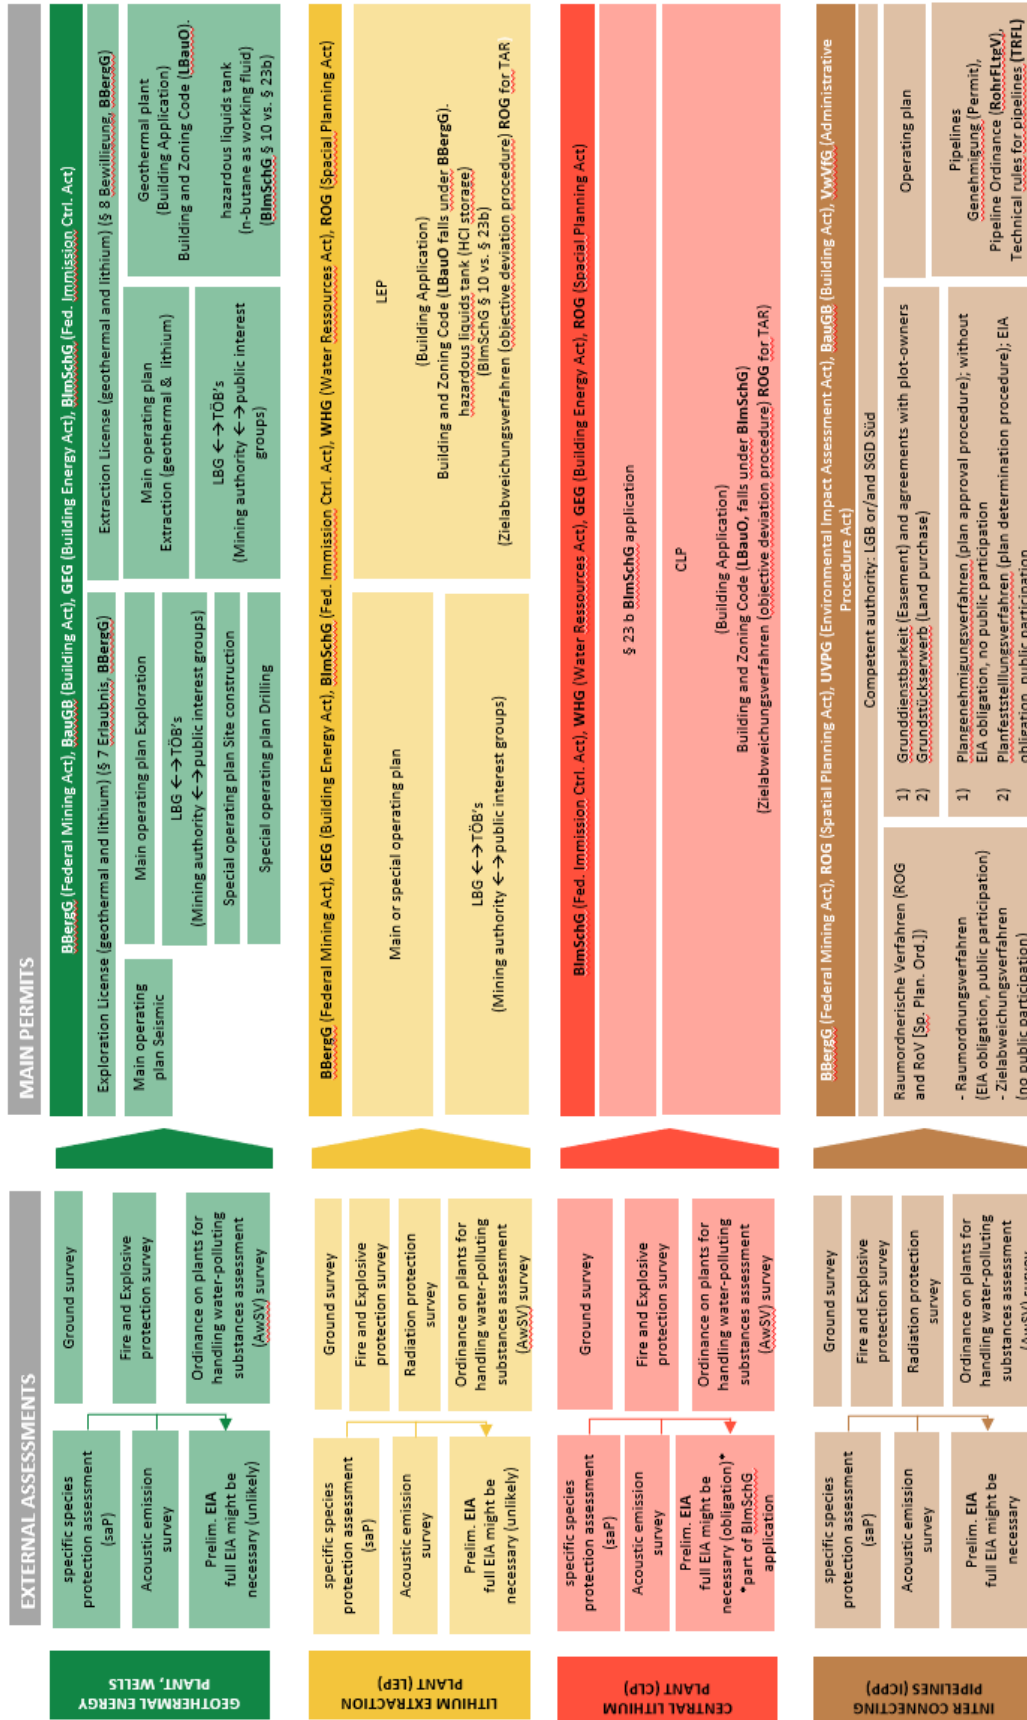 EXTERNAL ASSESSMENTS
MAIN PERMITS
GEOTHERMAL ENERGY
PLANT, WELLS
specific species
protection assessment
(saP)
Acoustic emission
survey
Prelim. EIA
full EIA might be
necessary (unlikely)
Ground survey
Fire and Explosive
protection survey
Ordinance on plants for
handling water-polluting
substances assessment
(AwSV) survey
BBergG (Federal Mining Act), BauGB (Building Act), GEG (Building Energy Act), BImSchG (Fed. Immission Ctrl. Act)
Exploration License (geothermal and lithium) (§ 7 Erlaubnis, BBergG)
Main operating
plan Seismic
Main operating plan Exploration
LBG ←→TÖB's
(Mining authority ←→public interest groups)
Special operating plan Site construction
Special operating plan Drilling
Extraction License (geothermal and lithium) (§ 8 Bewilligung, BBergG)
Main operating plan
Extraction (geothermal & lithium)
LBG ←→TÖB's
(Mining authority ←→public interest
groups)
Geothermal plant
(Building Application)
Building and Zoning Code (LBauO).
hazardous liquids tank
(n-butane as working fluid)
(BImSchG § 10 vs. § 23b)
LITHIUM EXTRACTION
PLANT (LEP)
specific species
protection assessment
(saP)
Acoustic emission
survey
Prelim. EIA
full EIA might be
necessary (unlikely)
Ground survey
Fire and Explosive
protection survey
Radiation protection
survey
Ordinance on plants for
handling water-polluting
substances assessment
(AwSV) survey
BBergG (Federal Mining Act), GEG (Building Energy Act), BImSchG (Fed. Immission Ctrl. Act), WHG (Water Ressources Act), ROG (Spacial Planning Act)
Main or special operating plan
LBG ←→TÖB's
(Mining authority ←→public interest groups)
LEP
(Building Application)
Building and Zoning Code (LBauO falls under BBergG).
hazardous liquids tank (HCl storage)
(BImSchG § 10 vs. § 23b)
(Zielabweichungsverfahren (objective deviation procedure) ROG for TAR)
CENTRAL LITHIUM
PLANT (CLP)
specific species
protection assessment
(saP)
Acoustic emission
survey
Prelim. EIA
full EIA might be
necessary (obligation)*
*part of BImSchG
application
Ground survey
Fire and Explosive
protection survey
Ordinance on plants for
handling water-polluting
substances assessment
(AwSV) survey
BImSchG (Fed. Immission Ctrl. Act), WHG (Water Ressources Act), GEG (Building Energy Act), ROG (Spacial Planning Act)
§ 23 b BImSchG application
CLP
(Building Application)
Building and Zoning Code (LBauO, falls under BImSchG)
(Zielabweichungsverfahren (objective deviation procedure) ROG for TAR)
INTER CONNECTING
PIPELINES (ICPP)
specific species
protection assessment
(saP)
Acoustic emission
survey
Prelim. EIA
full EIA might be
necessary
Ground survey
Fire and Explosive
protection survey
Radiation protection
survey
Ordinance on plants for
handling water-polluting
substances assessment
(AwSV) survey
BBergG (Federal Mining Act), ROG (Spatial Planning Act), UVPG (Environmental Impact Assessment Act), BauGB (Building Act), VwVfG (Administrative
Procedure Act)
Competent authority: LGB or/and SGD Süd
Raumordnerische Verfahren (ROG
and RoV [Sp. Plan. Ord.])
- Raumordnungsverfahren
(EIA obligation, public participation)
- Zielabweichungsverfahren
(no public participation)
1) Grunddienstbarkeit (Easement) and agreements with plot-owners
2) Grundstückserwerb (Land purchase)
1) Plangenehmigungsverfahren (plan approval procedure); without
EIA obligation, no public participation
2) Planfeststelllungsverfahren (plan determination procedure); EIA
obligation, public participation
Operating plan
Pipelines
Genehmigung (Permit),
Pipeline Ordinance (RohrFLtgV),
Technical rules for pipelines (TRFL)